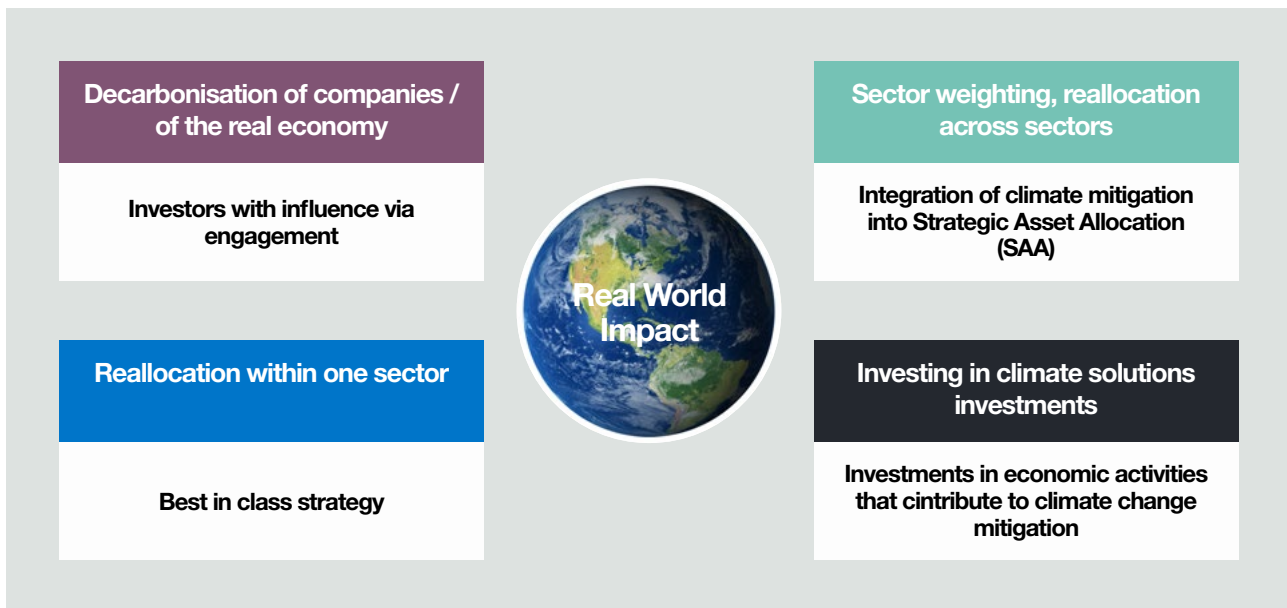 Decarbonisation of companies /
of the real economy
Investors with influence via
engagement
Sector weighting, reallocation
across sectors
Integration of climate mitigation
into Strategic Asset Allocation
(SAA)
Real World
Impact
Reallocation within one sector
Best in class strategy
Investing in climate solutions
investments
Investments in economic activities
that cintribute to climate change
mitigation